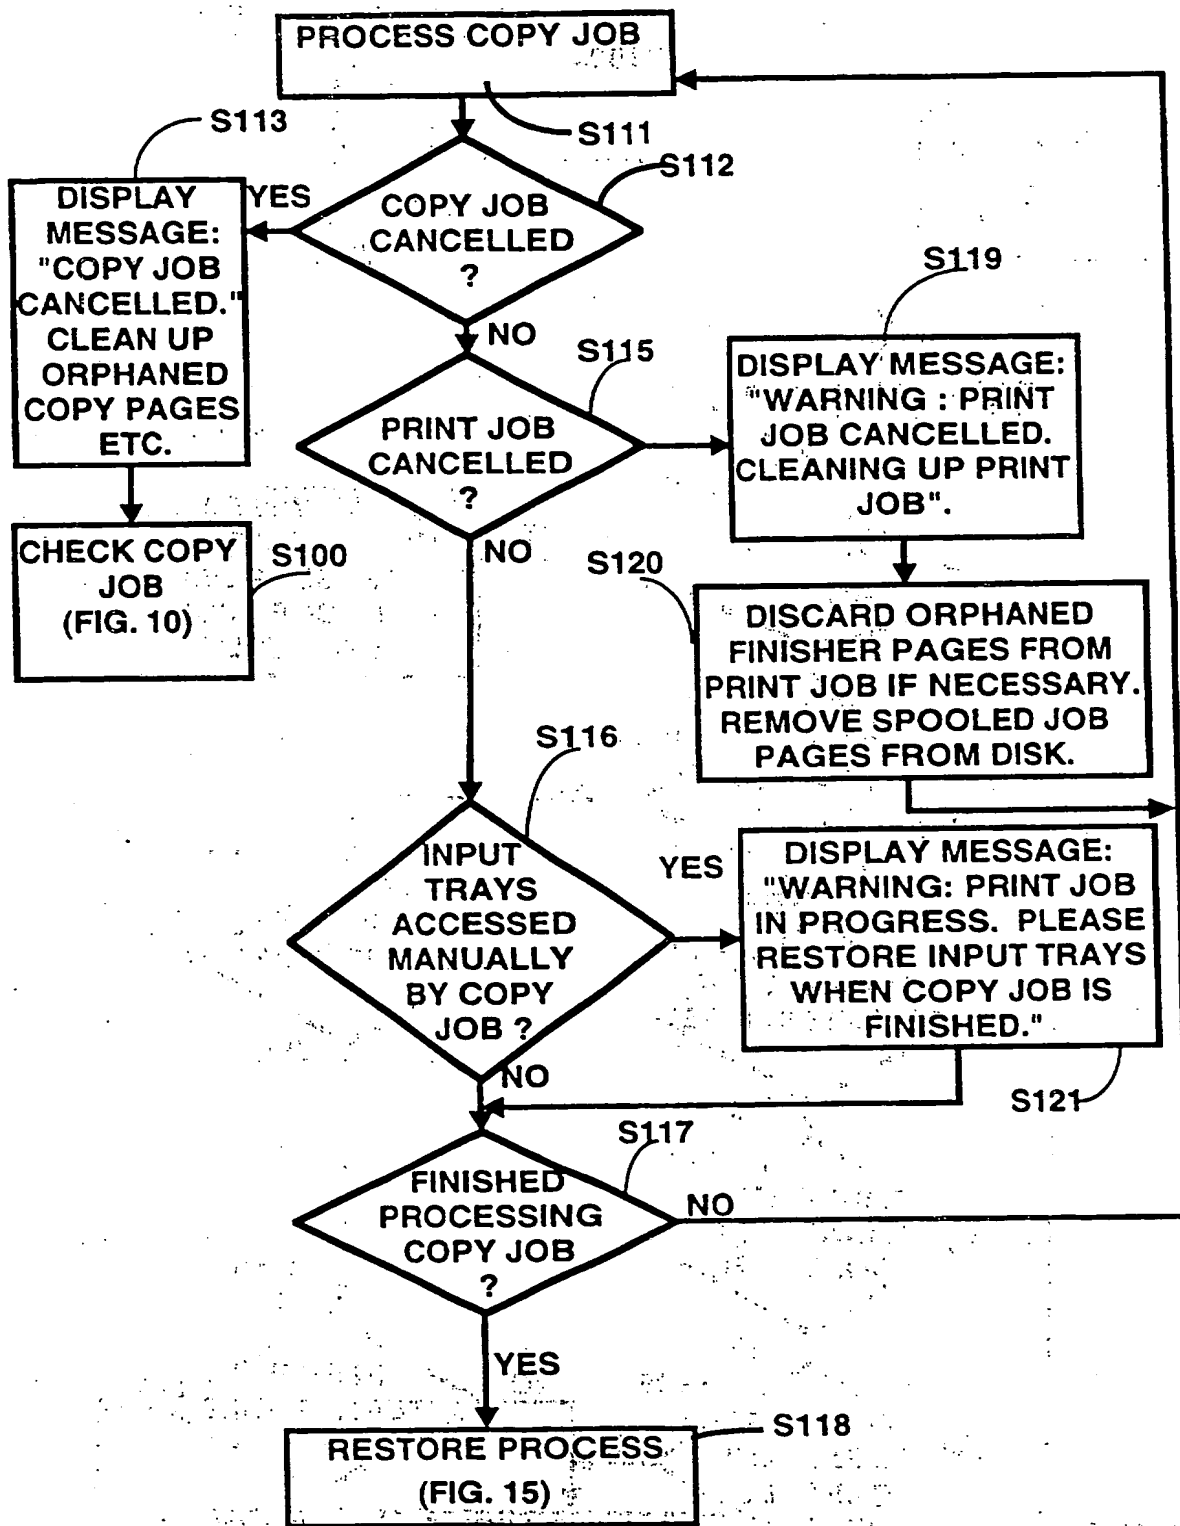 PROCESS COPY JOB
S111
S113
S112
DISPLAY
MESSAGE:
"COPY JOB
CANCELLED."
CLEAN UP
ORPHANED
COPY PAGES
ETC.
YES
COPY JOB
CANCELLED
?
NO
S115
S119
PRINT JOB
CANCELLED
?
DISPLAY MESSAGE:
"WARNING : PRINT
JOB CANCELLED.
CLEANING UP PRINT
JOB".
CHECK COPY
JOB
(FIG. 10)
S100
NO
S120
DISCARD ORPHANED
FINISHER PAGES FROM
PRINT JOB IF NECESSARY.
REMOVE SPOOLED JOB
PAGES FROM DISK.
S116
INPUT
TRAYS
ACCESSED
MANUALLY
BY COPY
JOB ?
YES
DISPLAY MESSAGE:
"WARNING: PRINT JOB
IN PROGRESS. PLEASE
RESTORE INPUT TRAYS
WHEN COPY JOB IS
FINISHED."
NO
S121
S117
FINISHED
PROCESSING
COPY JOB
?
NO
YES
RESTORE PROCESS
(FIG. 15)
S118